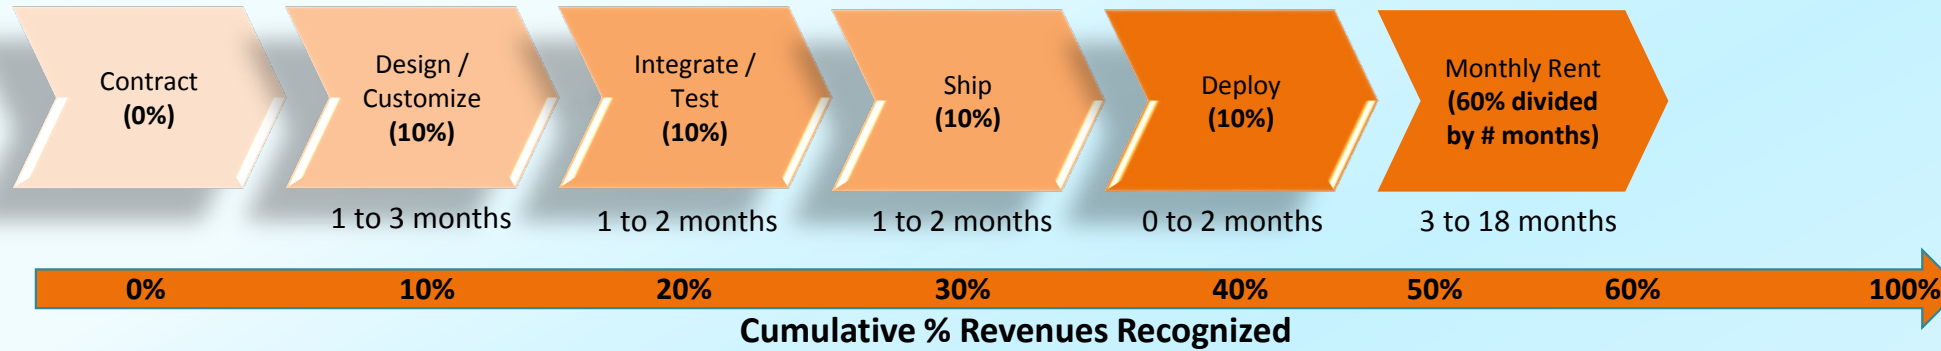 Contract
(0%)
Design /
Customize
(10%)
Integrate /
Test
(10%)
Ship
(10%)
Deploy
(10%)
Monthly Rent
(60% divided
by # months)
1 to 3 months
1 to 2 months
1 to 2 months
0 to 2 months
3 to 18 months
0%
10%
20%
30%
40%
50%
60%
100%
Cumulative % Revenues Recognized